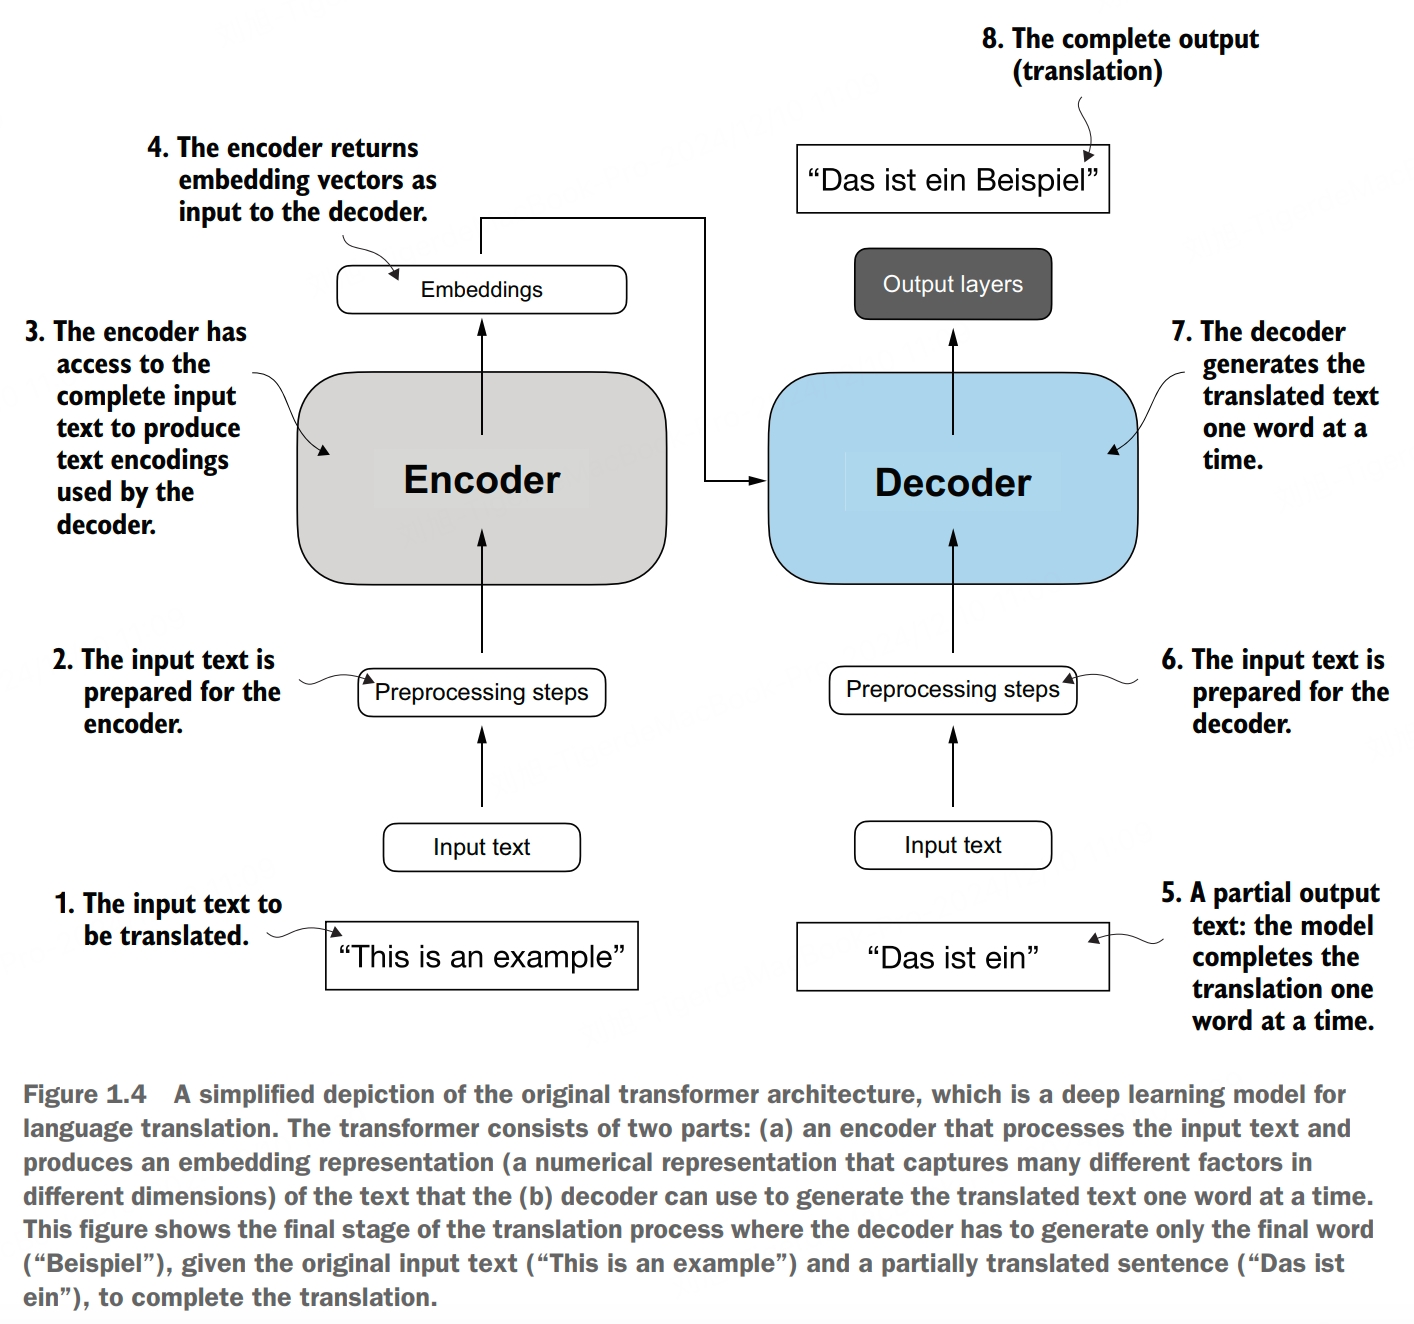 8. The complete output
(translation)
“Das ist ein Beispiel”
4. The encoder returns
embedding vectors as
input to the decoder.
Embeddings
Output layers
3. The encoder has
access to the
complete input
text to produce
text encodings
used by the
decoder.
Encoder
Decoder
7. The decoder
generates the
translated text
one word at a
time.
2. The input text is
prepared for the
encoder.
Preprocessing steps
Preprocessing steps
6. The input text is
prepared for the
decoder.
Input text
Input text
1. The input text to
be translated.
“This is an example”
“Das ist ein”
5. A partial output
text: the model
completes the
translation one
word at a time.
Figure 1.4 A simplified depiction of the original transformer architecture, which is a deep learning model for
language translation. The transformer consists of two parts: (a) an encoder that processes the input text and
produces an embedding representation (a numerical representation that captures many different factors in
different dimensions) of the text that the (b) decoder can use to generate the translated text one word at a time.
This figure shows the final stage of the translation process where the decoder has to generate only the final word
(“Beispiel”), given the original input text (“This is an example”) and a partially translated sentence (“Das ist
ein”), to complete the translation.